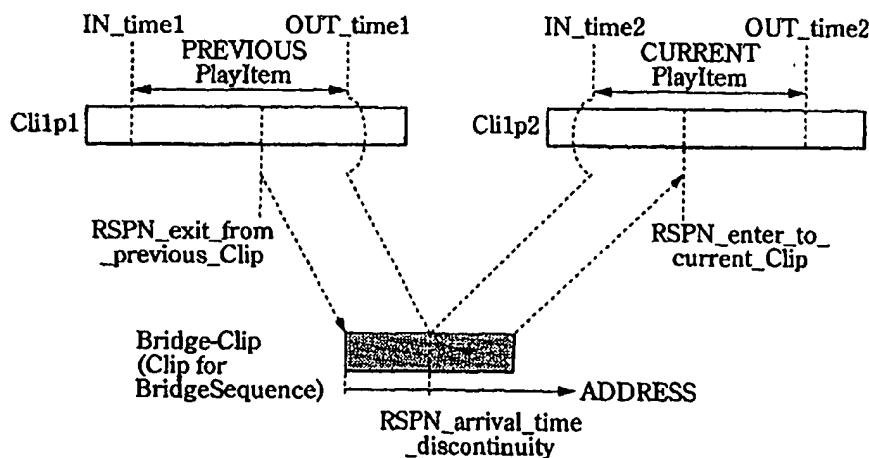 IN_time1
OUT_time1
PREVIOUS
PlayItem
Cli1p1
RSPN_exit_from
_previous_Clip
IN_time2
OUT_time2
CURRENT
PlayItem
Cli1p2
RSPN_enter_to_
current_Clip
Bridge-Clip
(Clip for
BridgeSequence)
ADDRESS
RSPN_arrival_time
_discontinuity